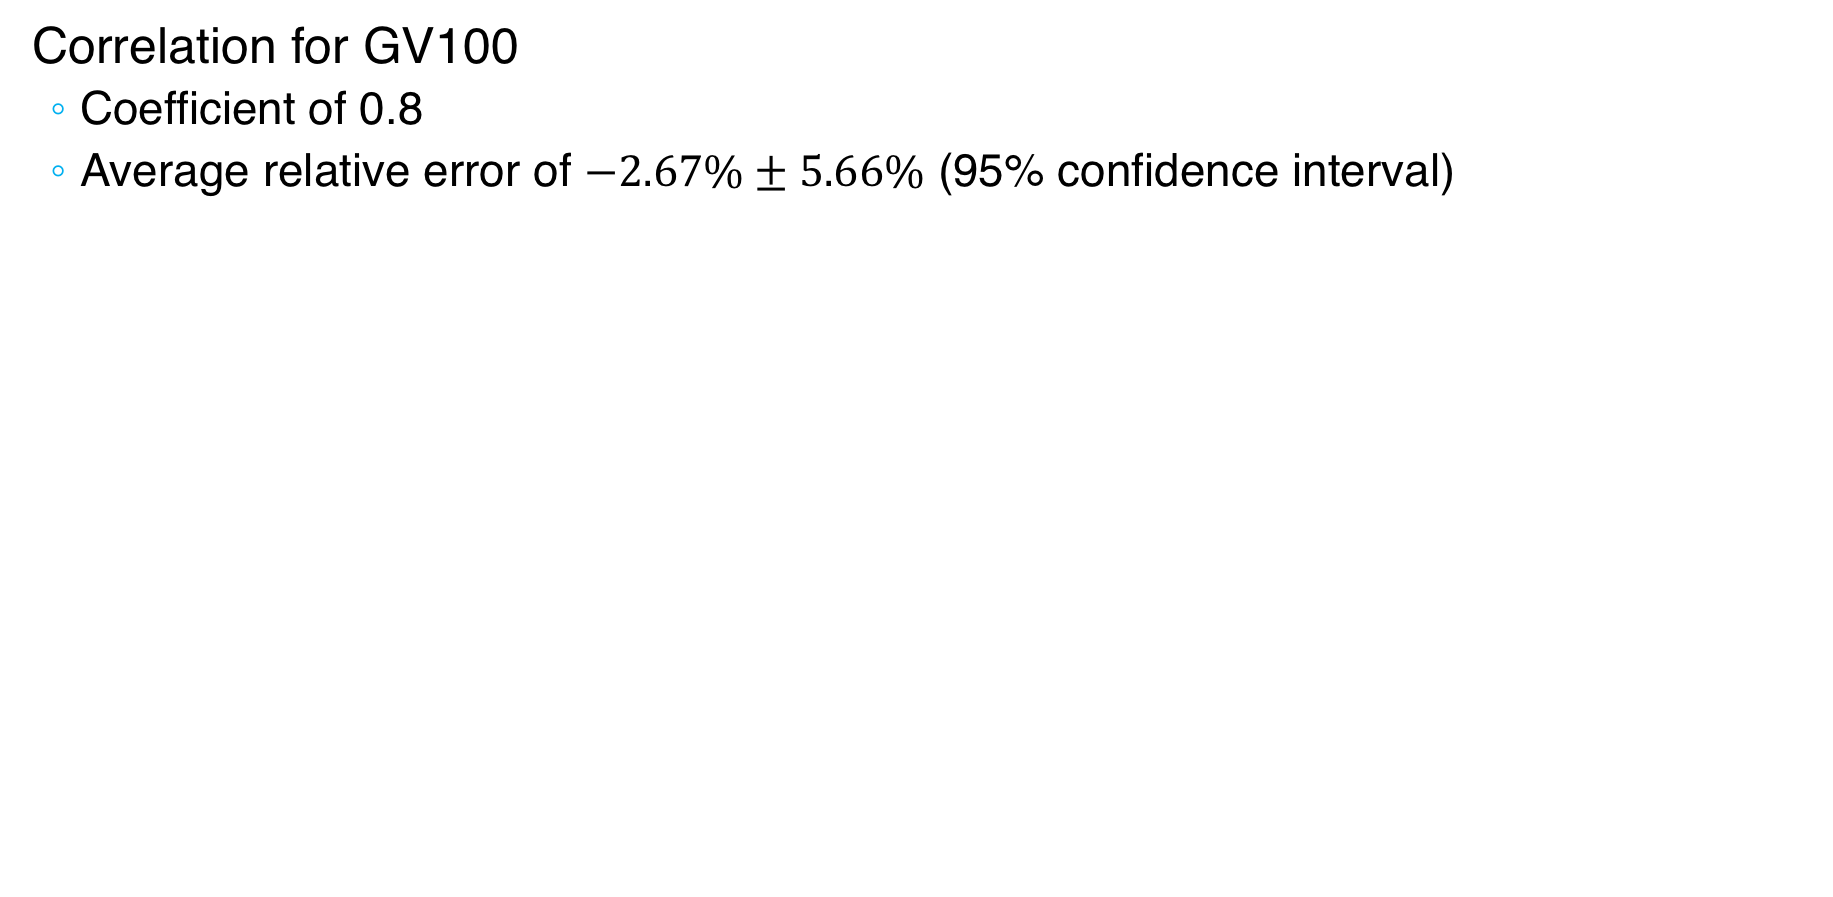 Correlation for GV100
◦ Coefficient of 0.8
◦ Average relative error of −2.67% ± 5.66% (95% confidence interval)